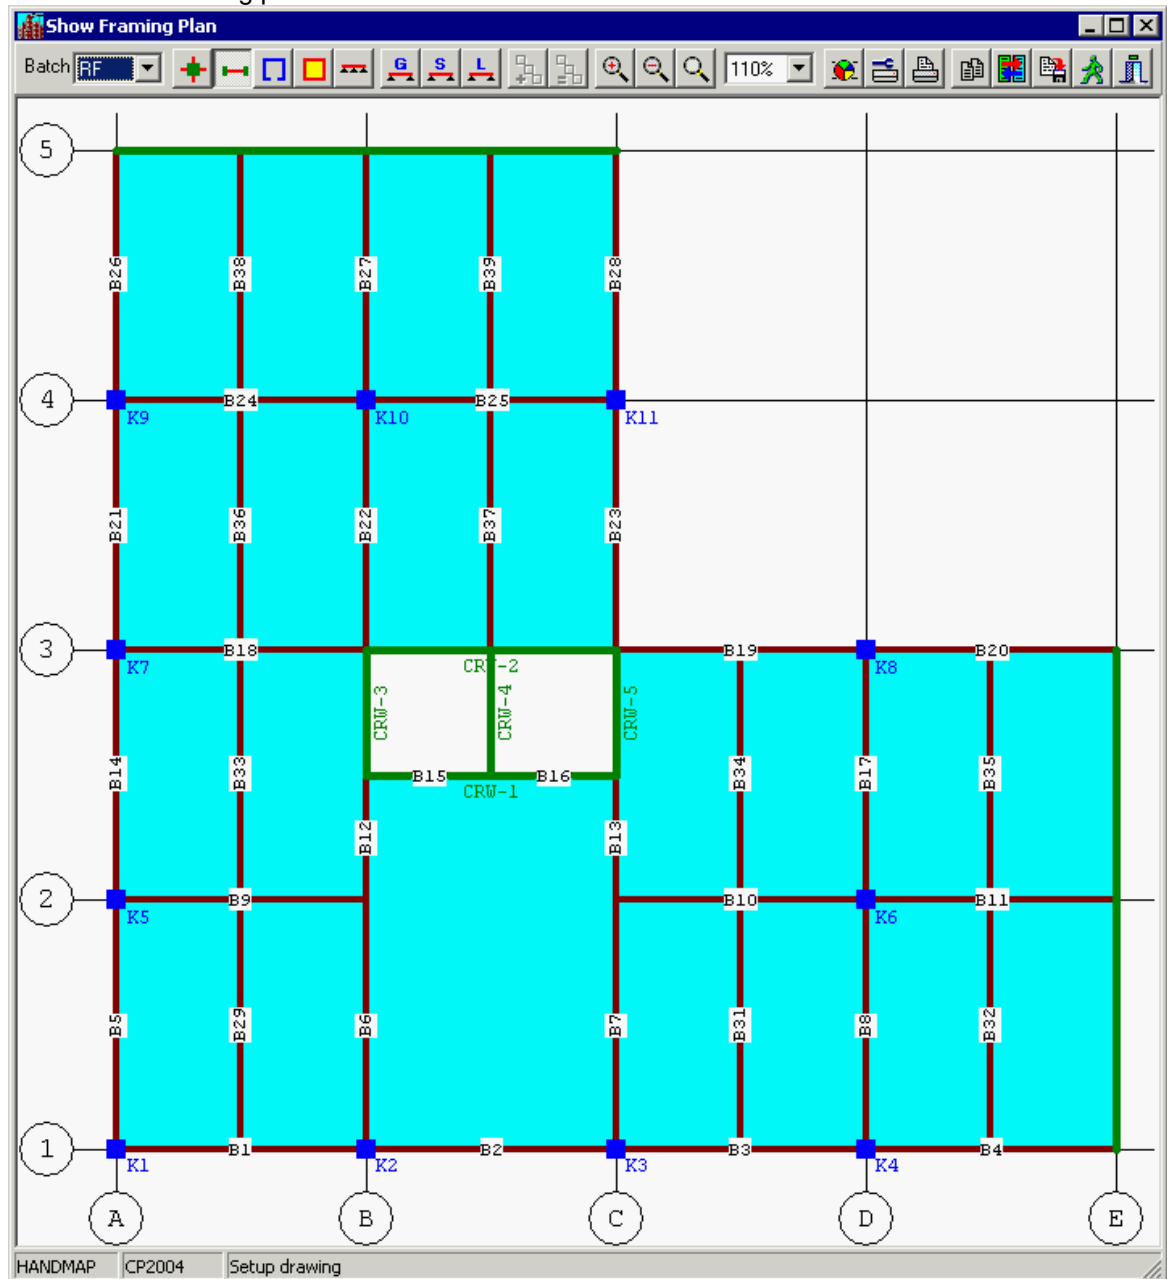 Show Framing Plan
Batch RF G S L 110%
5
B26 B38 B27 B39 B28
4 B24 B25
K9 K10 K11
B21 B36 B22 B37 B23
3 B18 B19 B20
K7 CRW-2 K8
CRW-3 CRW-4 CRW-5
B14 B33 B15 B16 B34 B17 B35
CRW-1
B12 B13
2 B9 B10 B11
K5 K6
B5 B29 B6 B7 B31 B8 B32
1 B1 B2 B3 B4
K1 K2 K3 K4
A B C D E
HANDMAP CP2004 Setup drawing